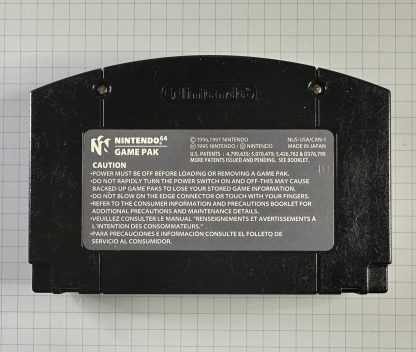 Nintendo®
NINTENDO 64
GAME PAK
© 1996,1997 NINTENDO
℗ 1995 NINTENDO / Ⓜ NINTENDO
NUS-USA/CAN-1
MADE IN JAPAN
U.S. PATENTS : 4,799,635; 5,070,479; 5,426,762 & D376,795
MORE PATENTS ISSUED AND PENDING. SEE BOOKLET.
CAUTION
•POWER MUST BE OFF BEFORE LOADING OR REMOVING A GAME PAK.
•DO NOT RAPIDLY TURN THE POWER SWITCH ON AND OFF-THIS MAY CAUSE
BACKED-UP GAME PAKS TO LOSE YOUR STORED GAME INFORMATION.
•DO NOT BLOW ON THE EDGE CONNECTOR OR TOUCH WITH YOUR FINGERS.
•REFER TO THE CONSUMER INFORMATION AND PRECAUTIONS BOOKLET FOR
ADDITIONAL PRECAUTIONS AND MAINTENANCE DETAILS.
•VEUILLEZ CONSULTER LE MANUEL "RENSEIGNEMENTS ET AVERTISSEMENTS À
L'INTENTION DES CONSOMMATEURS."
•PARA PRECAUCIONES E INFORMACIÓN CONSULTE EL FOLLETO DE
SERVICIO AL CONSUMIDOR.